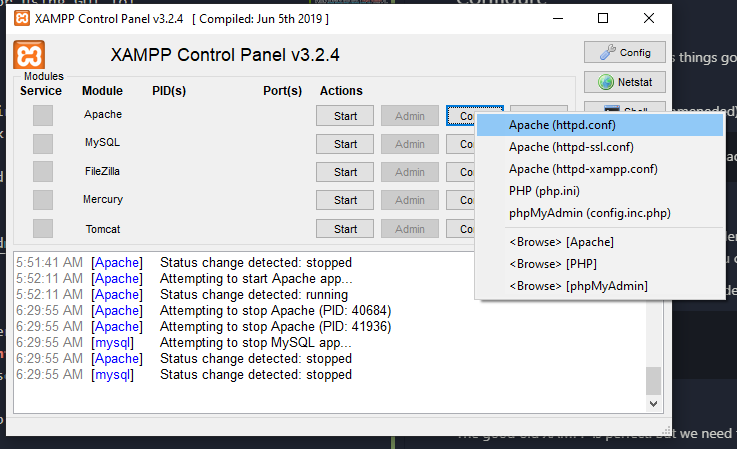 XAMPP Control Panel v3.2.4 [ Compiled: Jun 5th 2019 ]
XAMPP Control Panel v3.2.4
Config
Netstat
Shell
Modules
Service Module PID(s) Port(s) Actions
Apache Start Admin
MySQL Start Admin
FileZilla Start Admin
Mercury Start Admin
Tomcat Start Admin
Apache (httpd.conf)
Apache (httpd-ssl.conf)
Apache (httpd-xampp.conf)
PHP (php.ini)
phpMyAdmin (config.inc.php)
<Browse> [Apache]
<Browse> [PHP]
<Browse> [phpMyAdmin]
5:51:41 AM [Apache] Status change detected: stopped
5:52:11 AM [Apache] Attempting to start Apache app...
5:52:11 AM [Apache] Status change detected: running
6:29:55 AM [Apache] Attempting to stop Apache (PID: 40684)
6:29:55 AM [Apache] Attempting to stop Apache (PID: 41936)
6:29:55 AM [mysql] Attempting to stop MySQL app...
6:29:55 AM [Apache] Status change detected: stopped
6:29:55 AM [mysql] Status change detected: stopped
things go
but we need